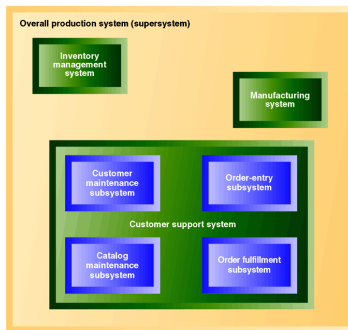 Overall production system (supersystem)
Inventory
management
system
Manufacturing
system
Customer
maintenance
subsystem
Order-entry
subsystem
Customer support system
Catalog
maintenance
subsystem
Order fulfillment
subsystem